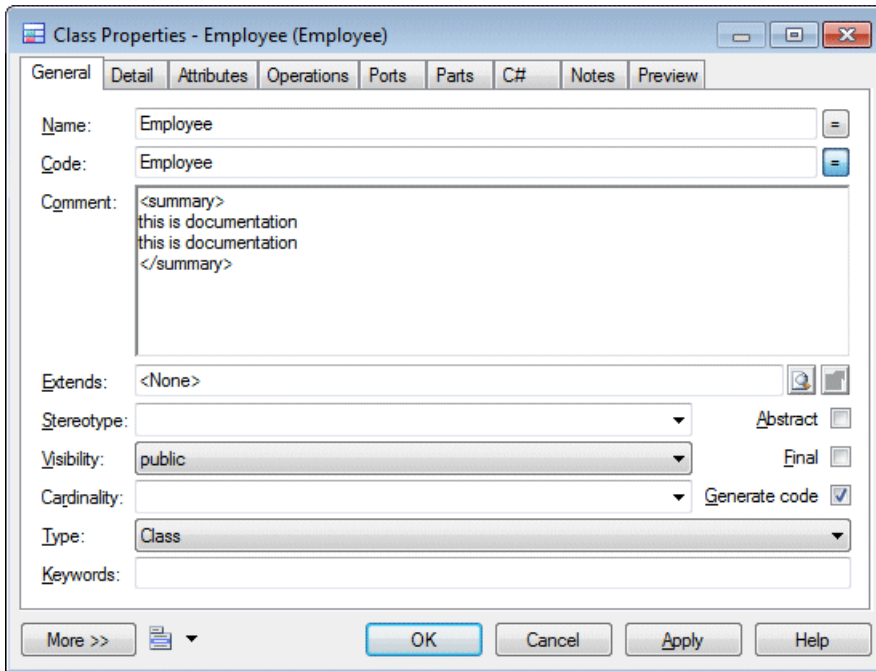 Class Properties - Employee (Employee)
General Detail Attributes Operations Ports Parts C# Notes Preview
Name: Employee =
Code: Employee =
Comment: <summary>
this is documentation
this is documentation
</summary>
Extends: <None>
Stereotype: Abstract
Visibility: public Final
Cardinality: Generate code
Type: Class
Keywords:
More >> OK Cancel Apply Help